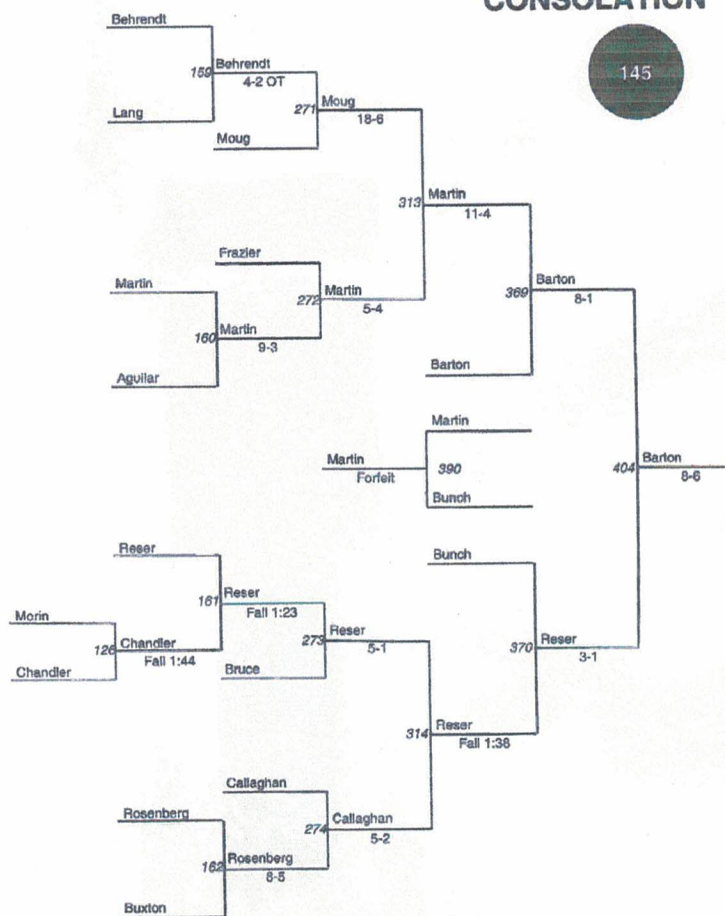 CONSOLATION
145
Behrendt
159
Behrendt
4-2 OT
Lang
271
Moug
18-6
Moug
313
Martin
11-4
Frazier
Martin
272
Martin
5-4
160
Martin
9-3
Aguilar
369
Barton
8-1
Barton
Martin
Martin
Forfeit
390
Bunch
404
Barton
8-6
Reser
Bunch
161
Reser
Fall 1:23
Morin
126
Chandler
Fall 1:44
Chandler
273
Reser
5-1
Bruce
370
Reser
3-1
314
Reser
Fall 1:38
Callaghan
Rosenberg
274
Callaghan
5-2
162
Rosenberg
Buxton